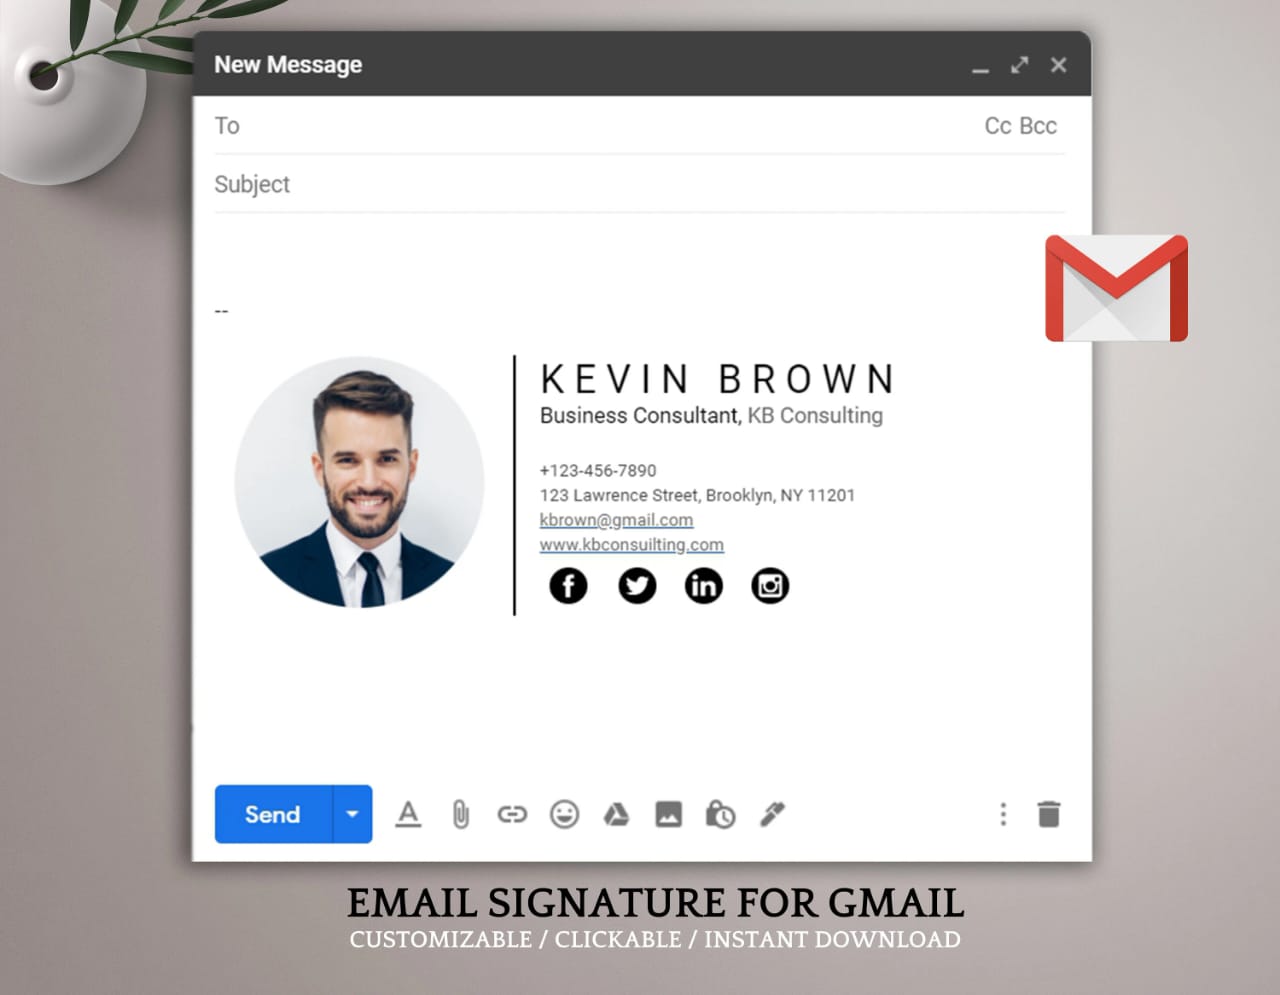 New Message
To Cc Bcc
Subject
--
KEVIN BROWN
Business Consultant, KB Consulting
+123-456-7890
123 Lawrence Street, Brooklyn, NY 11201
kbrown@gmail.com
www.kbconsuilting.com
Send
EMAIL SIGNATURE FOR GMAIL
CUSTOMIZABLE / CLICKABLE / INSTANT DOWNLOAD